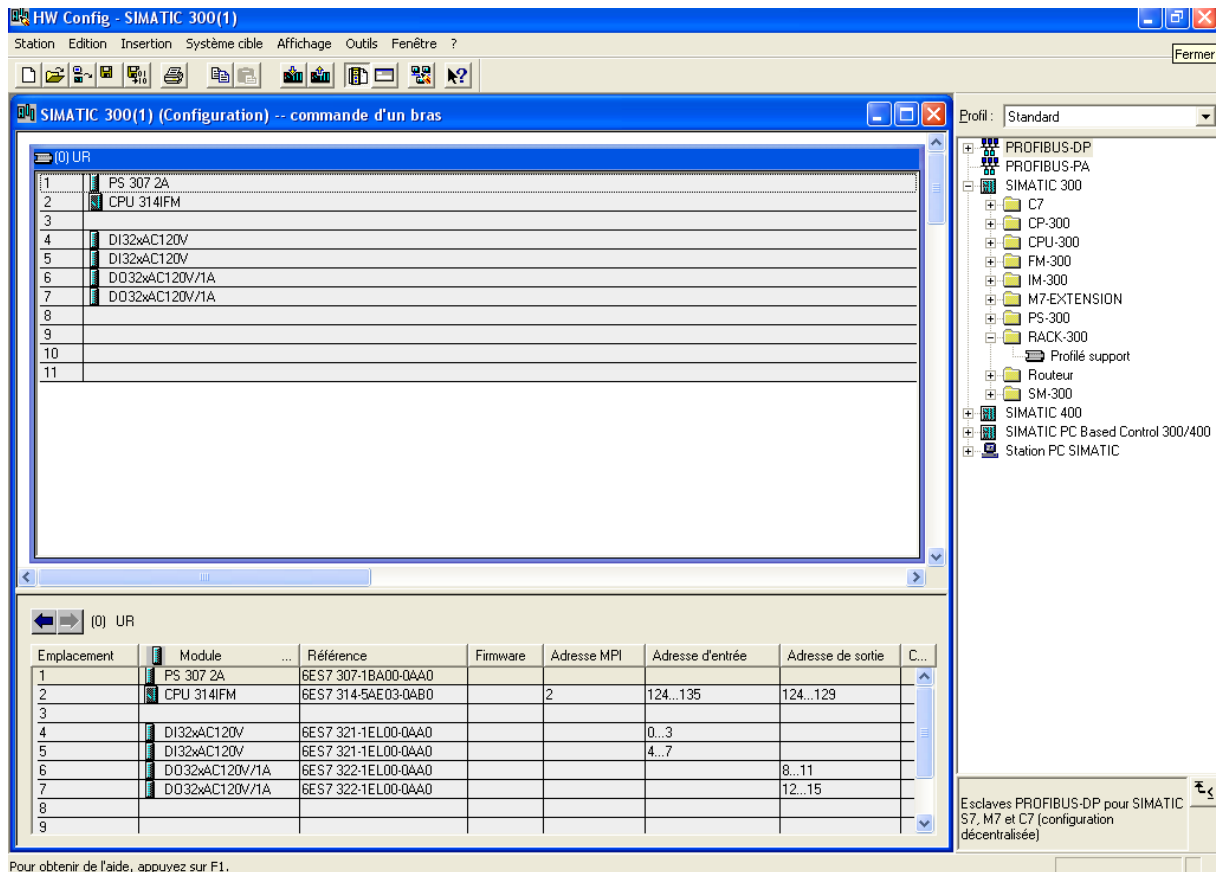 HW Config - SIMATIC 300(1)
Station Edition Insertion Système cible Affichage Outils Fenêtre ?
Fermer
SIMATIC 300(1) (Configuration) -- commande d'un bras
(0) UR
1 PS 307 2A
2 CPU 314IFM
3
4 DI32xAC120V
5 DI32xAC120V
6 DO32xAC120V/1A
7 DO32xAC120V/1A
8
9
10
11
Profil : Standard
PROFIBUS-DP
PROFIBUS-PA
SIMATIC 300
C7
CP-300
CPU-300
FM-300
IM-300
M7-EXTENSION
PS-300
RACK-300
Profilé support
Routeur
SM-300
SIMATIC 400
SIMATIC PC Based Control 300/400
Station PC SIMATIC
(0) UR
Emplacement Module ... Référence Firmware Adresse MPI Adresse d'entrée Adresse de sortie C...
1 PS 307 2A 6ES7 307-1BA00-0AA0
2 CPU 314IFM 6ES7 314-5AE03-0AB0 2 124...135 124...129
3
4 DI32xAC120V 6ES7 321-1EL00-0AA0 0...3
5 DI32xAC120V 6ES7 321-1EL00-0AA0 4...7
6 DO32xAC120V/1A 6ES7 322-1EL00-0AA0 8...11
7 DO32xAC120V/1A 6ES7 322-1EL00-0AA0 12...15
8
9
Esclaves PROFIBUS-DP pour SIMATIC
S7, M7 et C7 (configuration
décentralisée)
Pour obtenir de l'aide, appuyez sur F1.